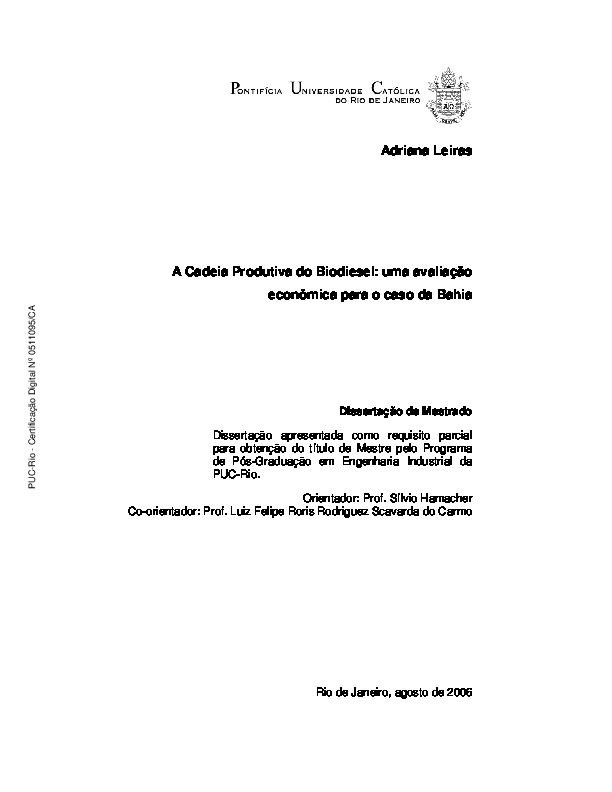 PONTIFÍCIA UNIVERSIDADE CATÓLICA
DO RIO DE JANEIRO
Adriana Leiras
A Cadeia Produtiva do Biodiesel: uma avaliação
econômica para o caso da Bahia
Dissertação de Mestrado
Dissertação apresentada como requisito parcial
para obtenção do título de Mestre pelo Programa
de Pós-Graduação em Engenharia Industrial da
PUC-Rio.
Orientador: Prof. Sílvio Hamacher
Co-orientador: Prof. Luiz Felipe Roris Rodriguez Scavarda do Carmo
Rio de Janeiro, agosto de 2006
PUC-Rio - Certificação Digital Nº 0511095/CA